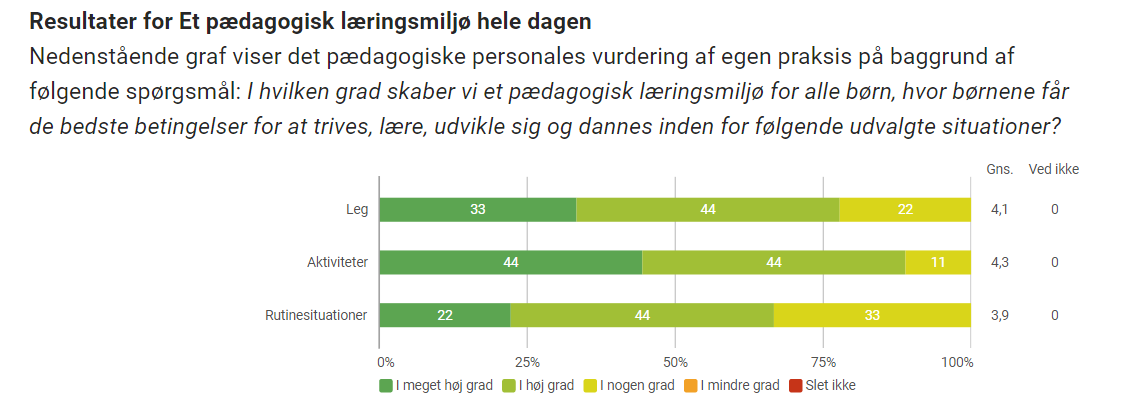 Resultater for Et pædagogisk læringsmiljø hele dagen
Nedenstående graf viser det pædagogiske personales vurdering af egen praksis på baggrund af
følgende spørgsmål: I hvilken grad skaber vi et pædagogisk læringsmiljø for alle børn, hvor børnene får
de bedste betingelser for at trives, lære, udvikle sig og dannes inden for følgende udvalgte situationer?
Gns. Ved ikke
Leg 33 44 22 4,1 0
Aktiviteter 44 44 11 4,3 0
Rutinesituationer 22 44 33 3,9 0
0% 25% 50% 75% 100%
I meget høj grad I høj grad I nogen grad I mindre grad Slet ikke